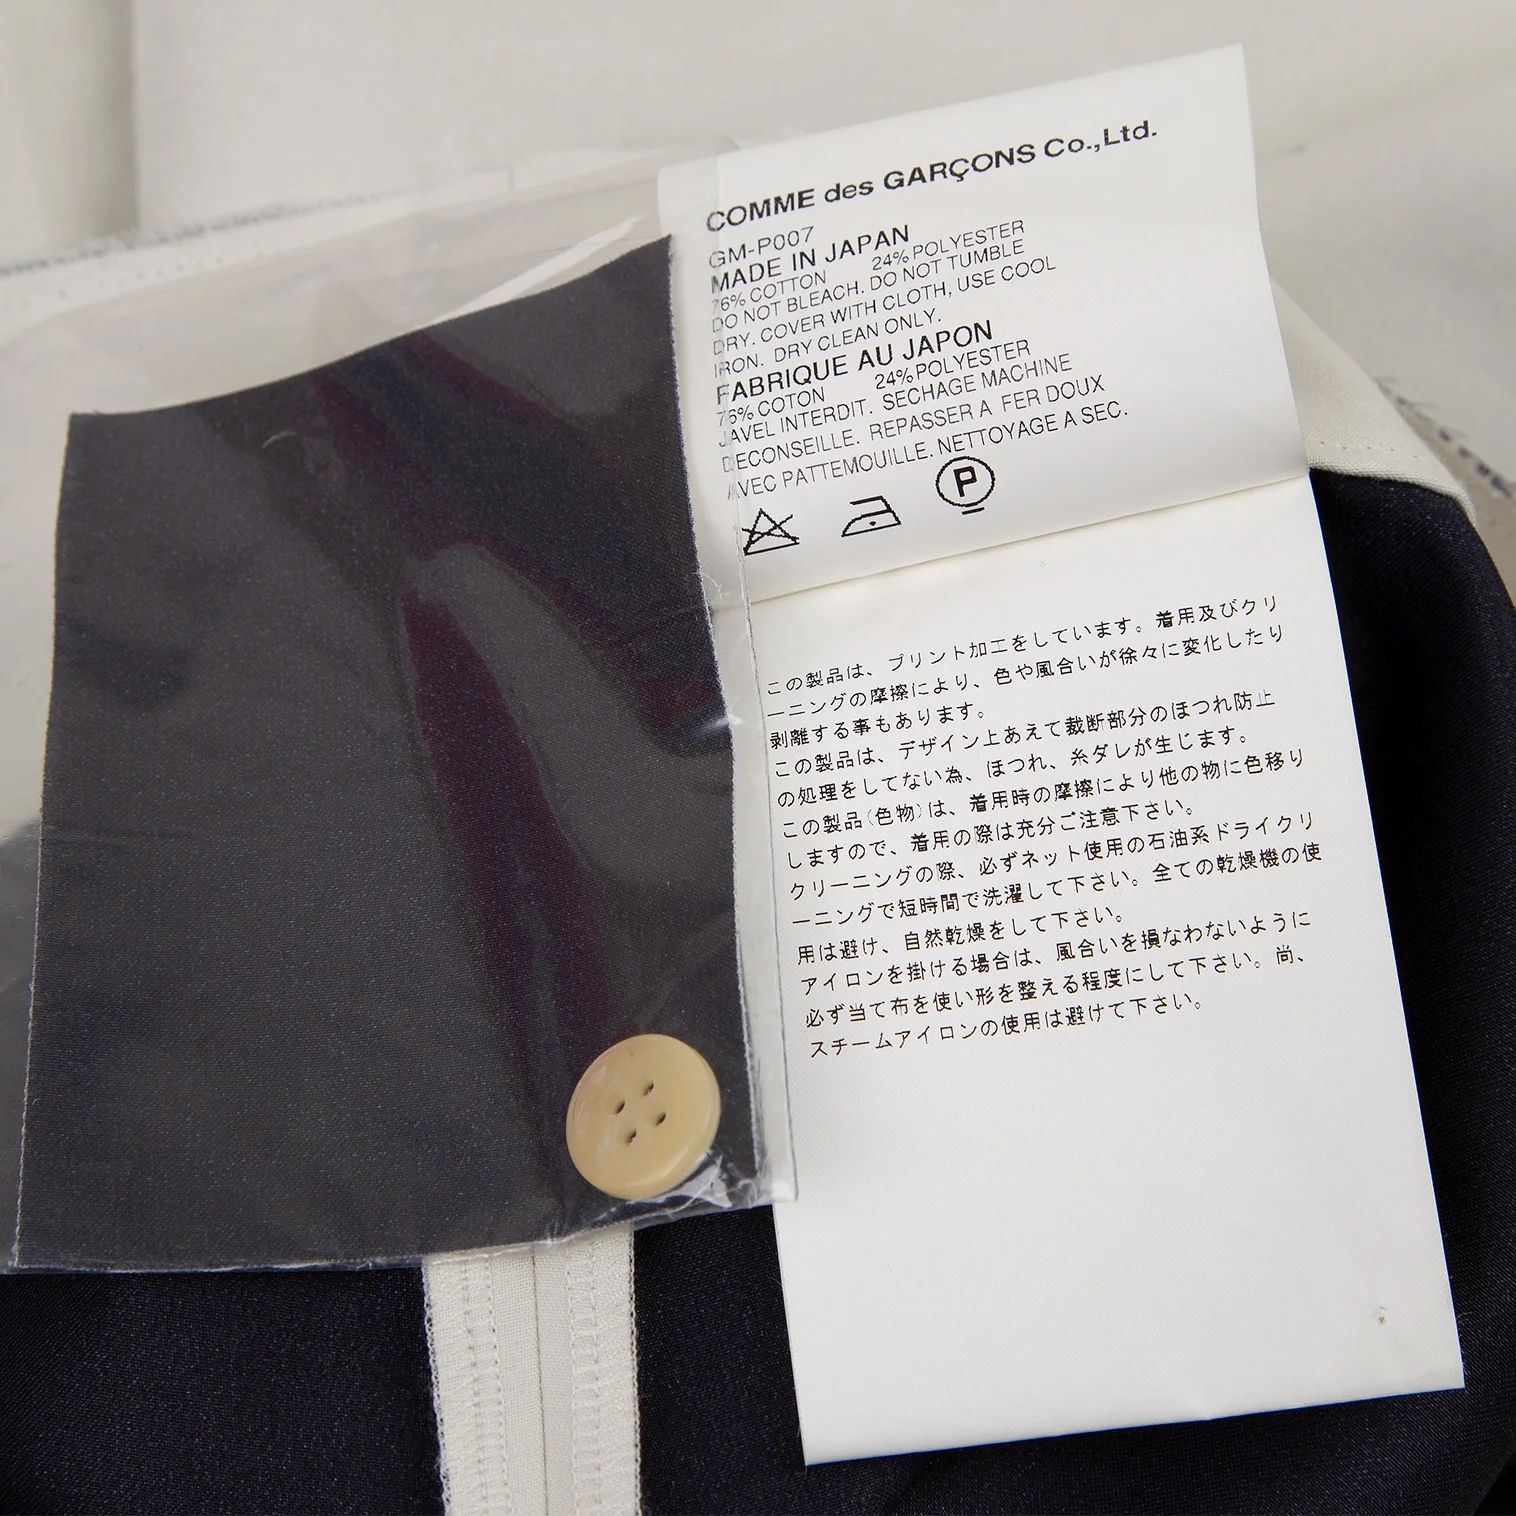 COMME des GARÇONS Co.,Ltd.
GM-P007
MADE IN JAPAN
76% COTTON 24% POLYESTER
DO NOT BLEACH. DO NOT TUMBLE
DRY. COVER WITH CLOTH, USE COOL
IRON. DRY CLEAN ONLY.
FABRIQUE AU JAPON
76% COTON 24% POLYESTER
JAVEL INTERDIT. SECHAGE MACHINE
DECONSEILLE. REPASSER A FER DOUX
AVEC PATTEMOUILLE. NETTOYAGE A SEC.
P
この製品は、プリント加工をしています。着用及びクリ
ーニングの摩擦により、色や風合いが徐々に変化したり
剥離する事もあります。
この製品は、デザイン上あえて裁断部分のほつれ防止
の処理をしてない為、ほつれ、糸ダレが生じます。
この製品(色物)は、着用時の摩擦により他の物に色移り
しますので、着用の際は充分ご注意下さい。
クリーニングの際、必ずネット使用の石油系ドライクリ
ーニングで短時間で洗濯して下さい。全ての乾燥機の使
用は避け、自然乾燥をして下さい。
アイロンを掛ける場合は、風合いを損なわないように
必ず当て布を使い形を整える程度にして下さい。尚、
スチームアイロンの使用は避けて下さい。